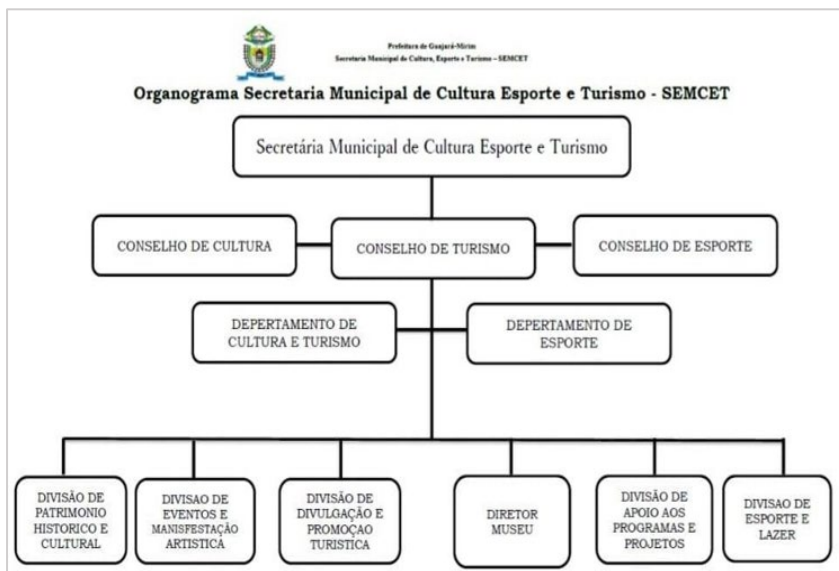 Prefeitura de Guajará-Mirim
Secretaria Municipal de Cultura, Esporte e Turismo – SEMCET
Organograma Secretaria Municipal de Cultura Esporte e Turismo - SEMCET
Secretária Municipal de Cultura Esporte e Turismo
CONSELHO DE CULTURA
CONSELHO DE TURISMO
CONSELHO DE ESPORTE
DEPERTAMENTO DE
CULTURA E TURISMO
DEPERTAMENTO DE
ESPORTE
DIVISÃO DE
PATRIMONIO
HISTORICO E
CULTURAL
DIVISAO DE
EVENTOS E
MANISFESTAÇÃO
ARTISTICA
DIVISÃO DE
DIVULGAÇÃO E
PROMOÇAO
TURISTICA
DIRETOR
MUSEU
DIVISÃO DE
APOIO AOS
PROGRAMAS E
PROJETOS
DIVISAO DE
ESPORTE E
LAZER